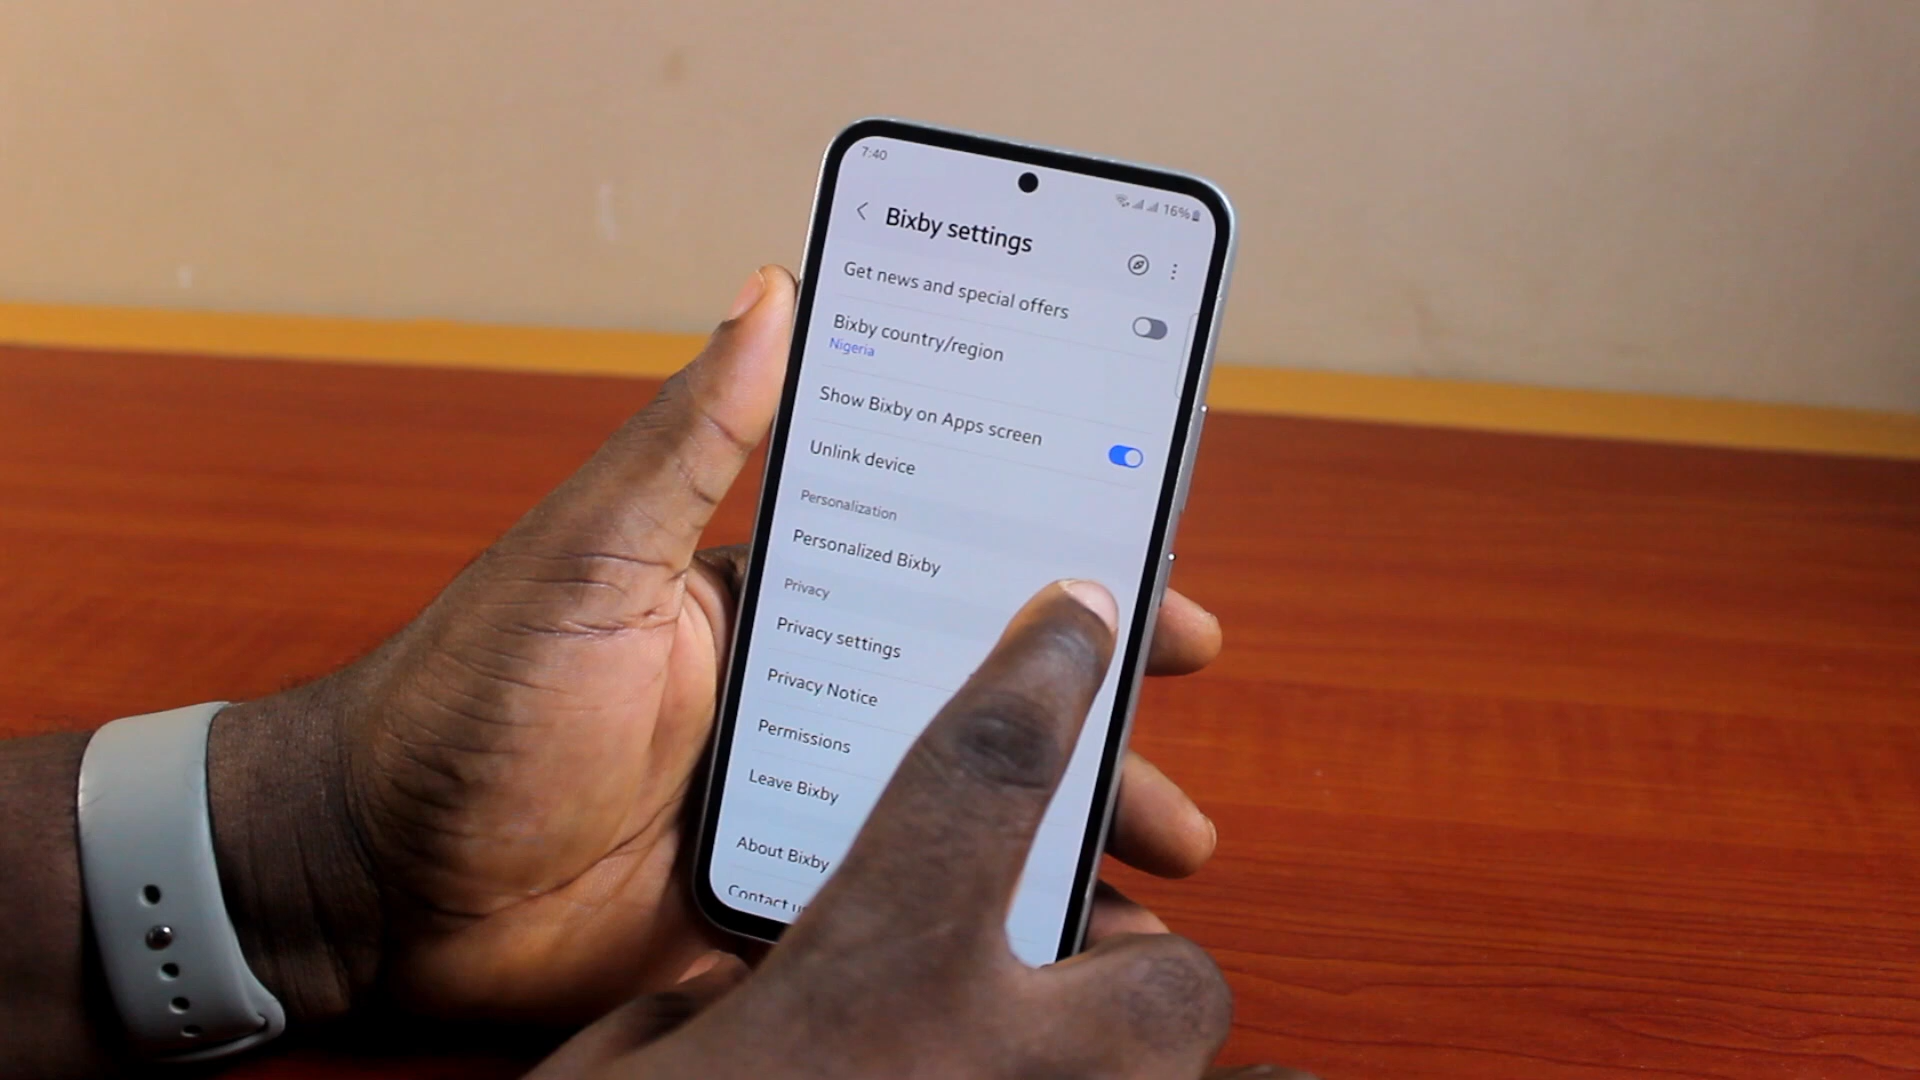 7:40
16%
Bixby settings
Get news and special offers
Bixby country/region
Nigeria
Show Bixby on Apps screen
Unlink device
Personalization
Personalized Bixby
Privacy
Privacy settings
Privacy Notice
Permissions
Leave Bixby
About Bixby
Contact